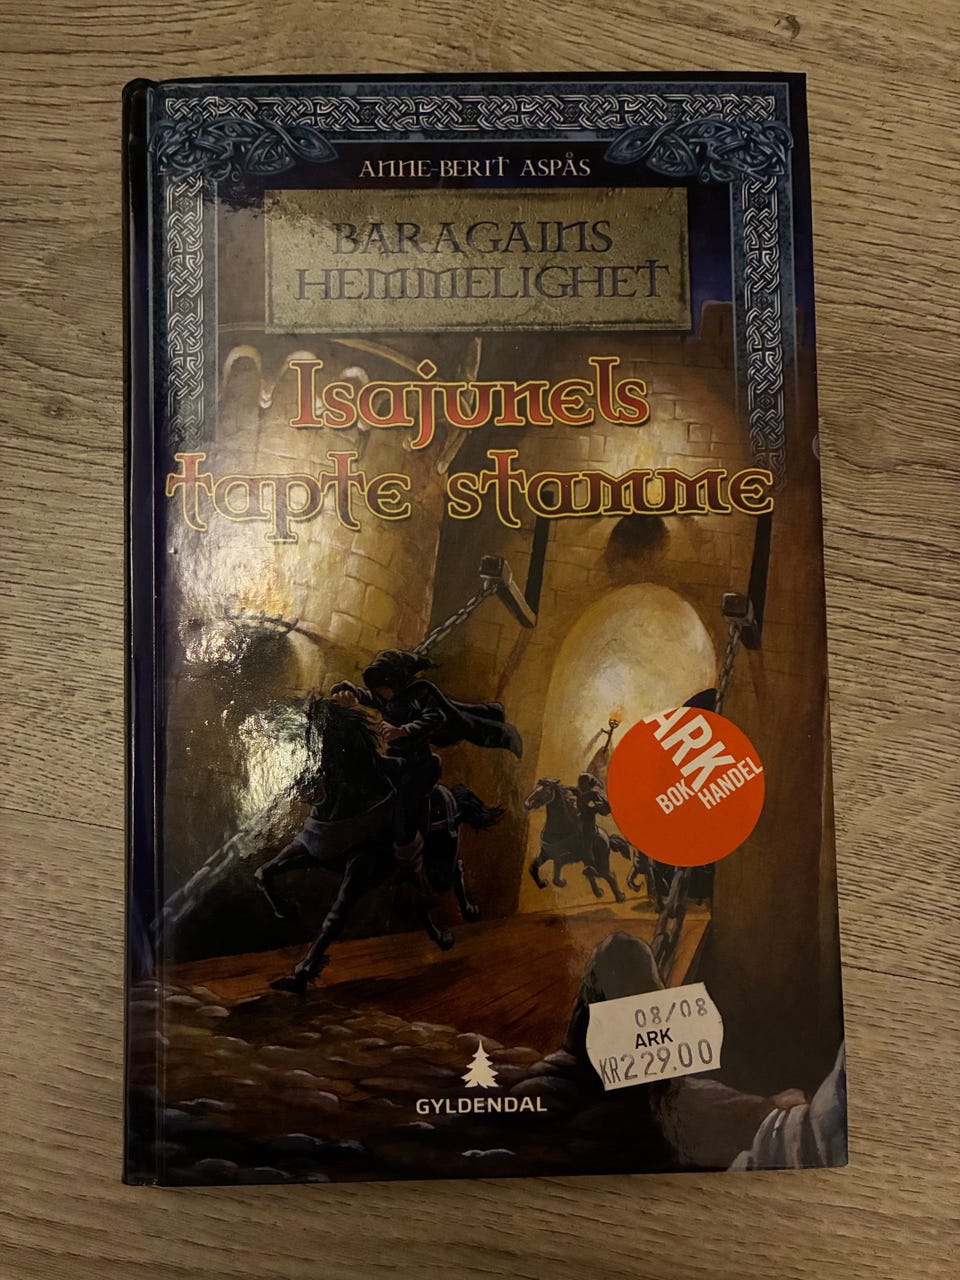 ANNE-BERIT ASPÅS
BARAGAINS
HEMMELIGHET
Isajunels
tapte stamme
ARK
BOK
HANDEL
08/08
ARK
KR229.00
GYLDENDAL